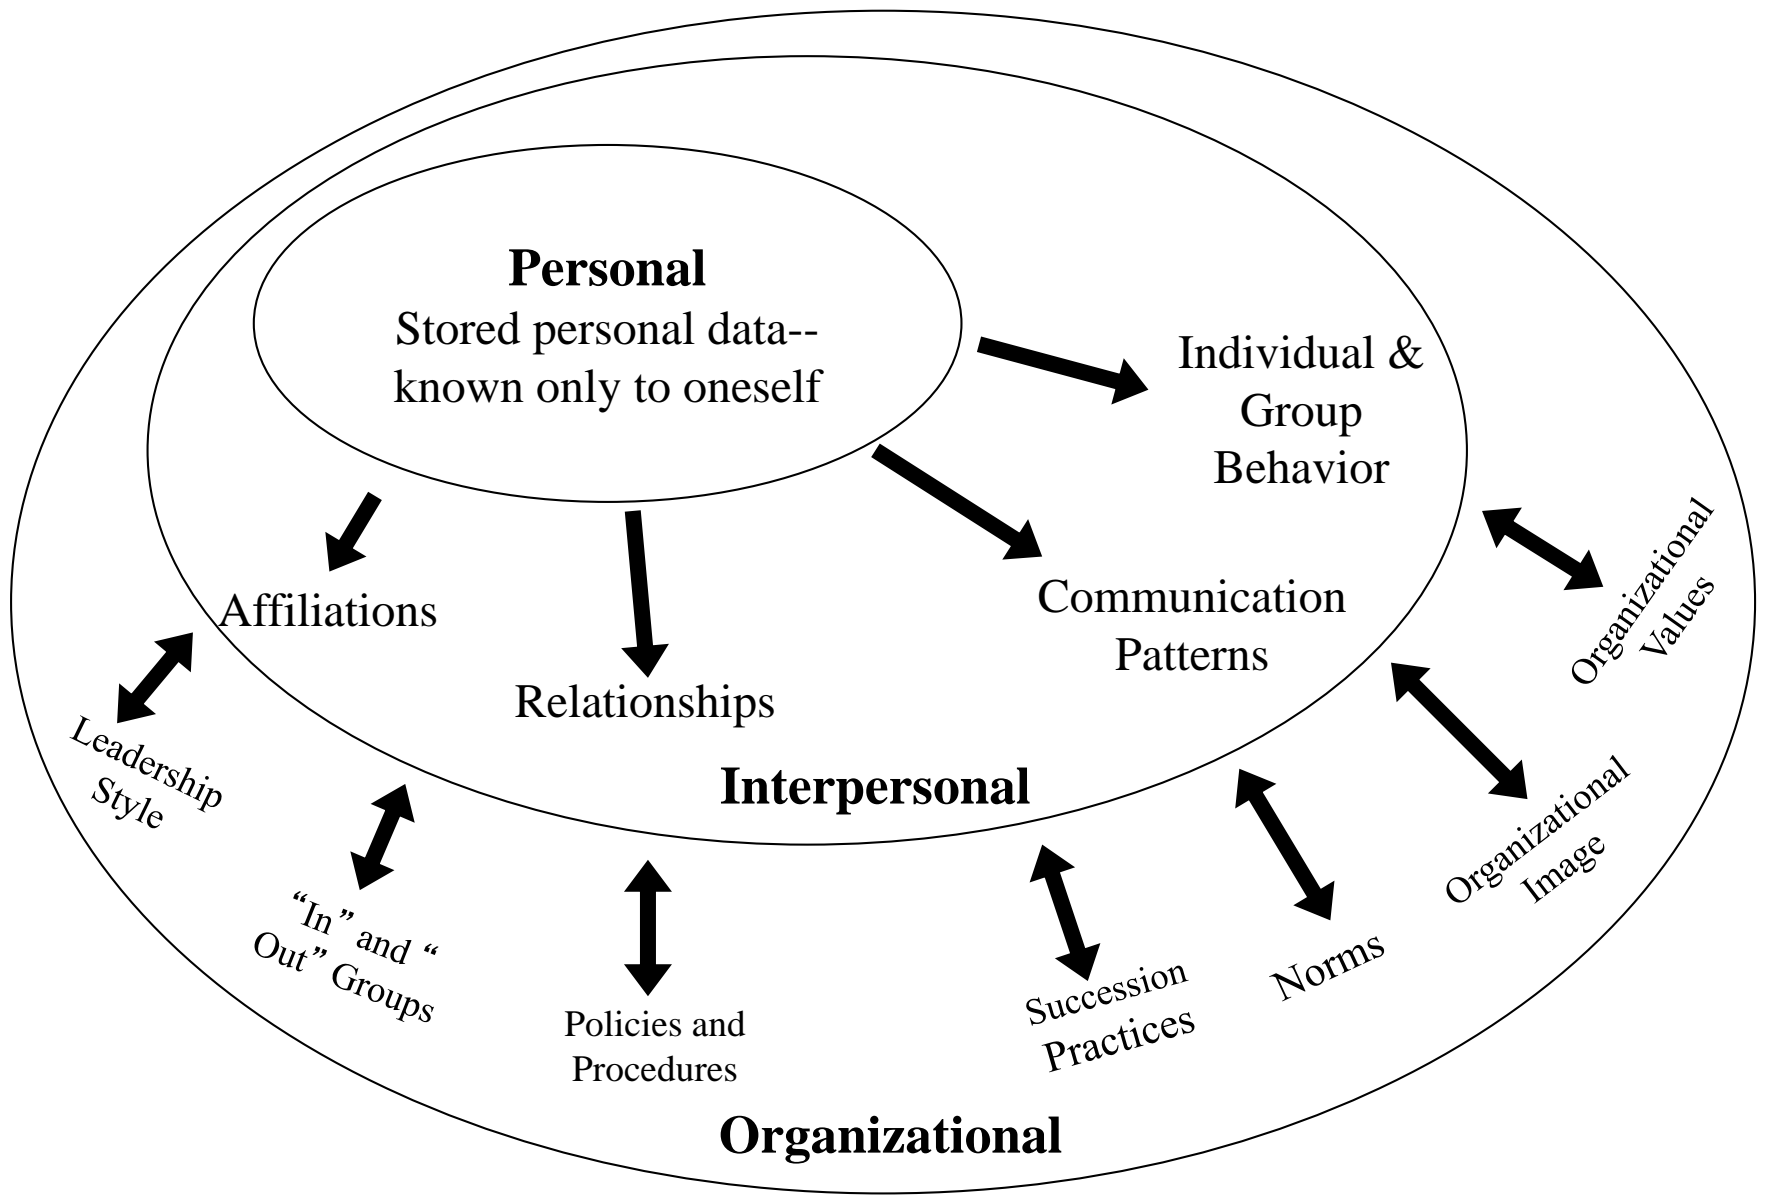 Personal
Stored personal data--
known only to oneself
Individual &
Group
Behavior
Affiliations
Relationships
Communication
Patterns
Interpersonal
Leadership
Style
“In” and “
Out” Groups
Policies and
Procedures
Succession
Practices
Norms
Organizational
Image
Organizational
Values
Organizational